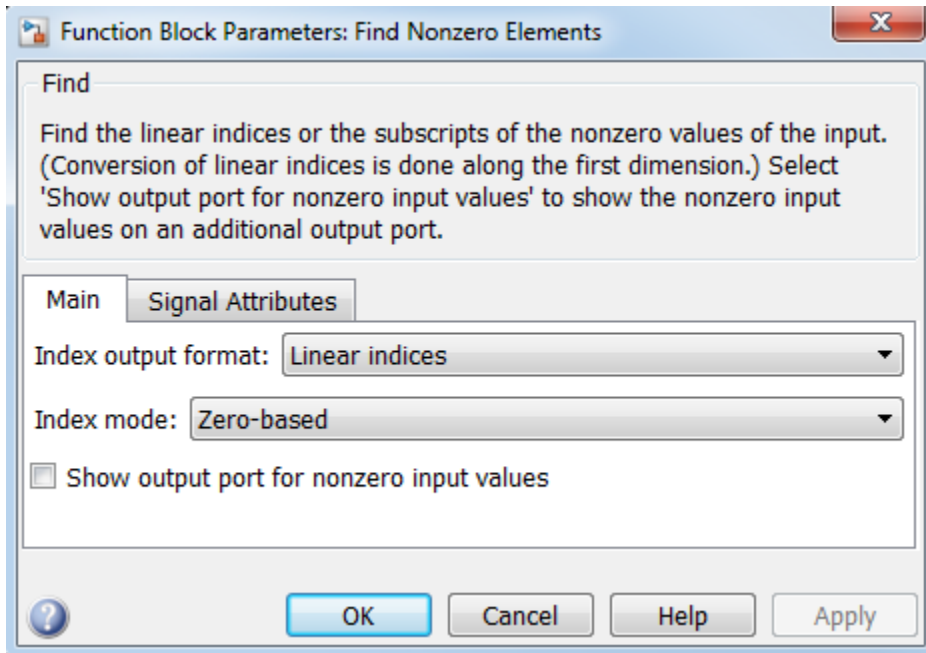 Function Block Parameters: Find Nonzero Elements
Find
Find the linear indices or the subscripts of the nonzero values of the input.
(Conversion of linear indices is done along the first dimension.) Select
'Show output port for nonzero input values' to show the nonzero input
values on an additional output port.
Main Signal Attributes
Index output format: Linear indices
Index mode: Zero-based
Show output port for nonzero input values
OK Cancel Help Apply